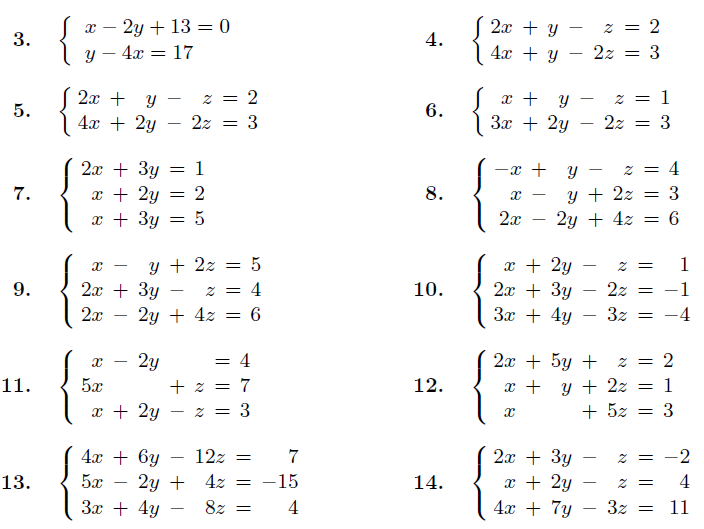 3. { x − 2y + 13 = 0
y − 4x = 17
4. { 2x + y − z = 2
4x + y − 2z = 3
5. { 2x + y − z = 2
4x + 2y − 2z = 3
6. { x + y − z = 1
3x + 2y − 2z = 3
7. { 2x + 3y = 1
x + 2y = 2
x + 3y = 5
8. { −x + y − z = 4
x − y + 2z = 3
2x − 2y + 4z = 6
9. { x − y + 2z = 5
2x + 3y − z = 4
2x − 2y + 4z = 6
10. { x + 2y − z = 1
2x + 3y − 2z = −1
3x + 4y − 3z = −4
11. { x − 2y = 4
5x + z = 7
x + 2y − z = 3
12. { 2x + 5y + z = 2
x + y + 2z = 1
x + 5z = 3
13. { 4x + 6y − 12z = 7
5x − 2y + 4z = −15
3x + 4y − 8z = 4
14. { 2x + 3y − z = −2
x + 2y − z = 4
4x + 7y − 3z = 11